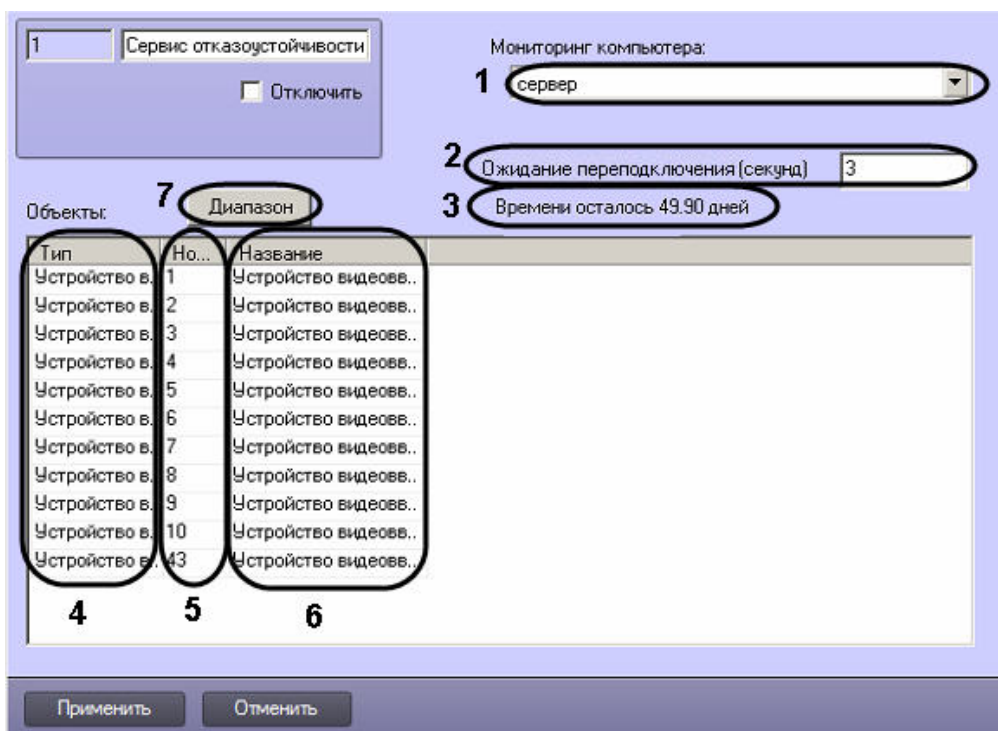 1 Сервис отказоустойчивости
Отключить
Мониторинг компьютера:
1 сервер
2 Ожидание переподключения (секунд) 3
3 Времени осталось 49.90 дней
Объекты: 7 Диапазон
Тип Но... Название
Устройство в. 1 Устройство видеовв..
Устройство в. 2 Устройство видеовв..
Устройство в. 3 Устройство видеовв..
Устройство в. 4 Устройство видеовв..
Устройство в. 5 Устройство видеовв..
Устройство в. 6 Устройство видеовв..
Устройство в. 7 Устройство видеовв..
Устройство в. 8 Устройство видеовв..
Устройство в. 9 Устройство видеовв..
Устройство в. 10 Устройство видеовв..
Устройство в.. 43 Устройство видеовв..
4 5 6
Применить Отменить